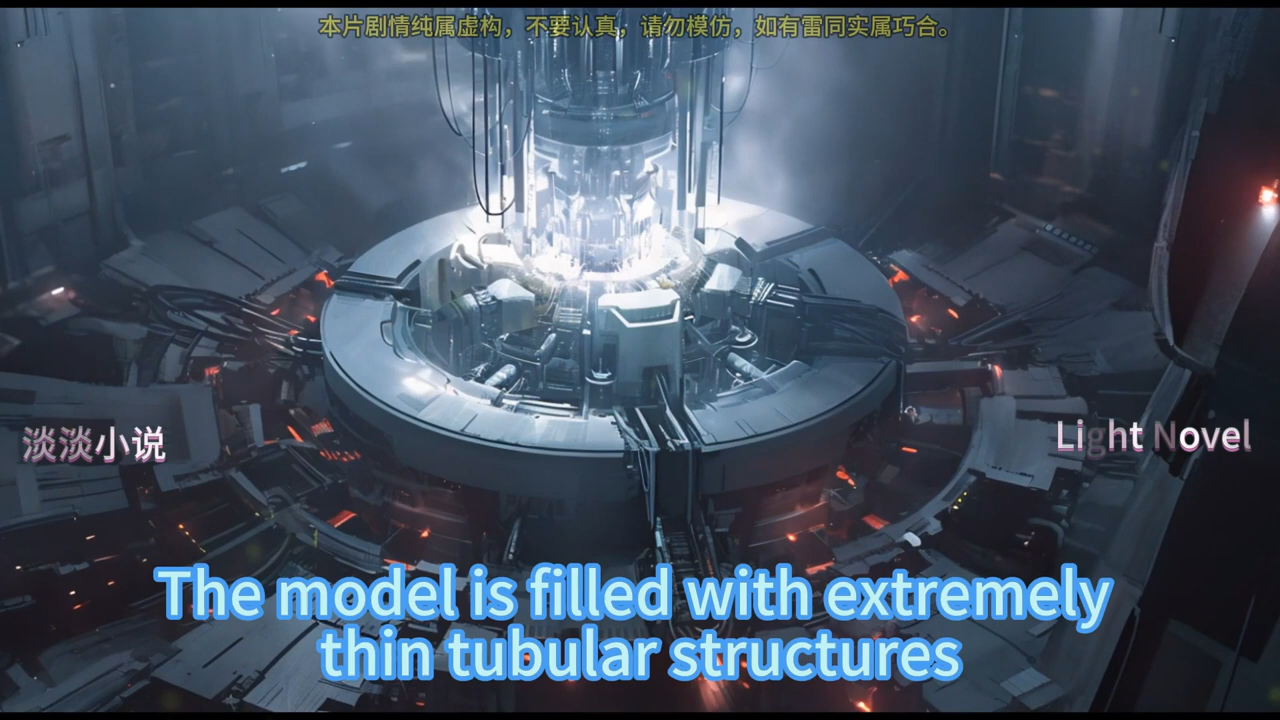 本片剧情纯属虚构，不要认真，请勿模仿，如有雷同实属巧合。
淡淡小说
Light Novel
The model is filled with extremely
thin tubular structures